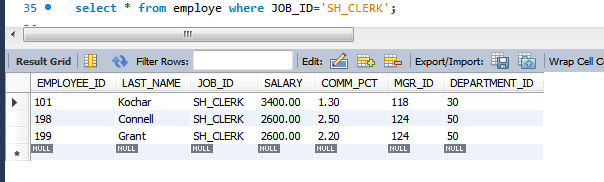 35 select * from employe where JOB_ID='SH_CLERK';
Result Grid Filter Rows: Edit: Export/Import: Wrap Cell Co
EMPLOYEE_ID LAST_NAME JOB_ID SALARY COMM_PCT MGR_ID DEPARTMENT_ID
101 Kochar SH_CLERK 3400.00 1.30 118 30
198 Connell SH_CLERK 2600.00 2.50 124 50
199 Grant SH_CLERK 2600.00 2.20 124 50
NULL NULL NULL NULL NULL NULL NULL